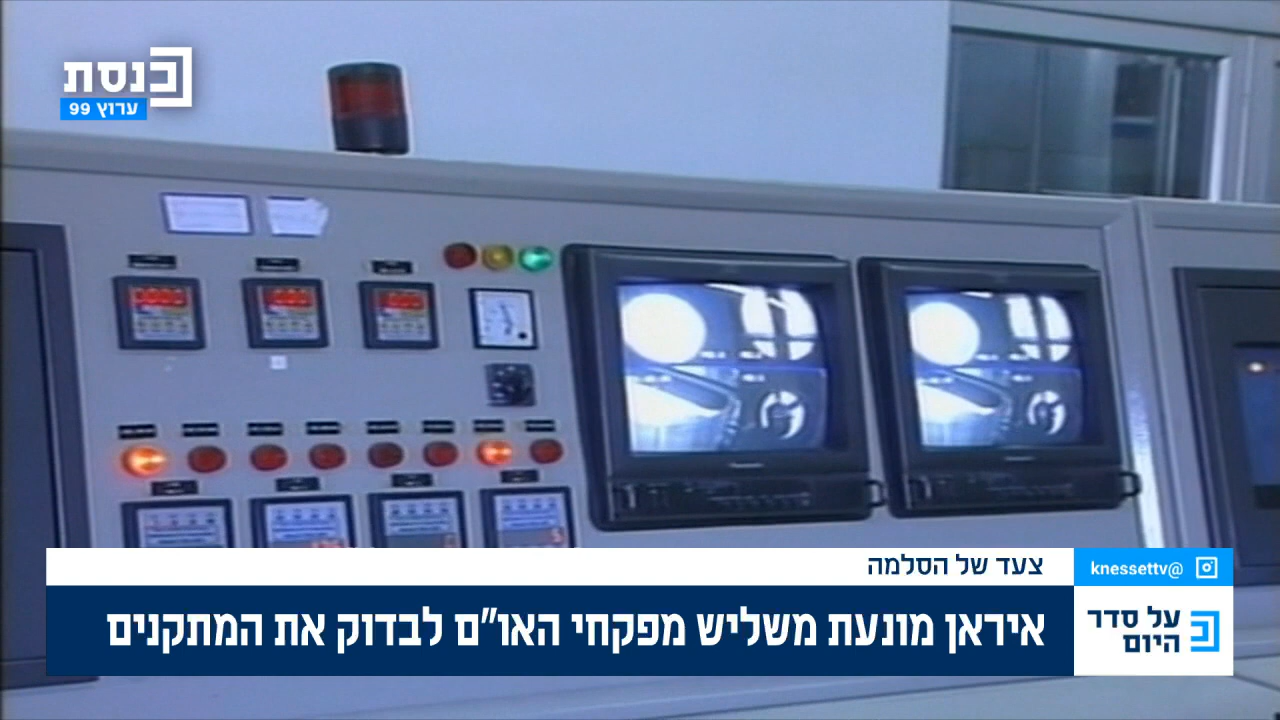 כנסת
ערוץ 99
צעד של הסלמה
knessettv@
איראן מונעת משליש מפקחי האו"ם לבדוק את המתקנים
על סדר
היום